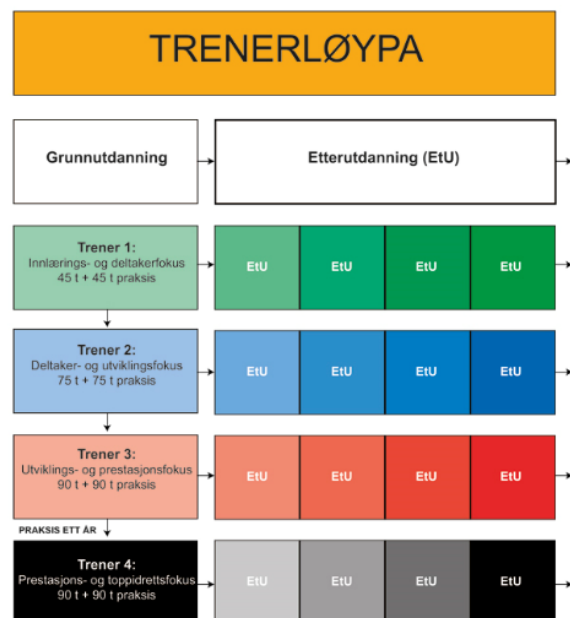 TRENERLØYPA
Grunnutdanning
Etterutdanning (EtU)
Trener 1:
Innlærings- og deltakerfokus
45 t + 45 t praksis
EtU
EtU
EtU
EtU
Trener 2:
Deltaker- og utviklingsfokus
75 t + 75 t praksis
EtU
EtU
EtU
EtU
Trener 3:
Utviklings- og prestasjonsfokus
90 t + 90 t praksis
EtU
EtU
EtU
EtU
PRAKSIS ETT ÅR
Trener 4:
Prestasjons- og toppidrettsfokus
90 t + 90 t praksis
EtU
EtU
EtU
EtU